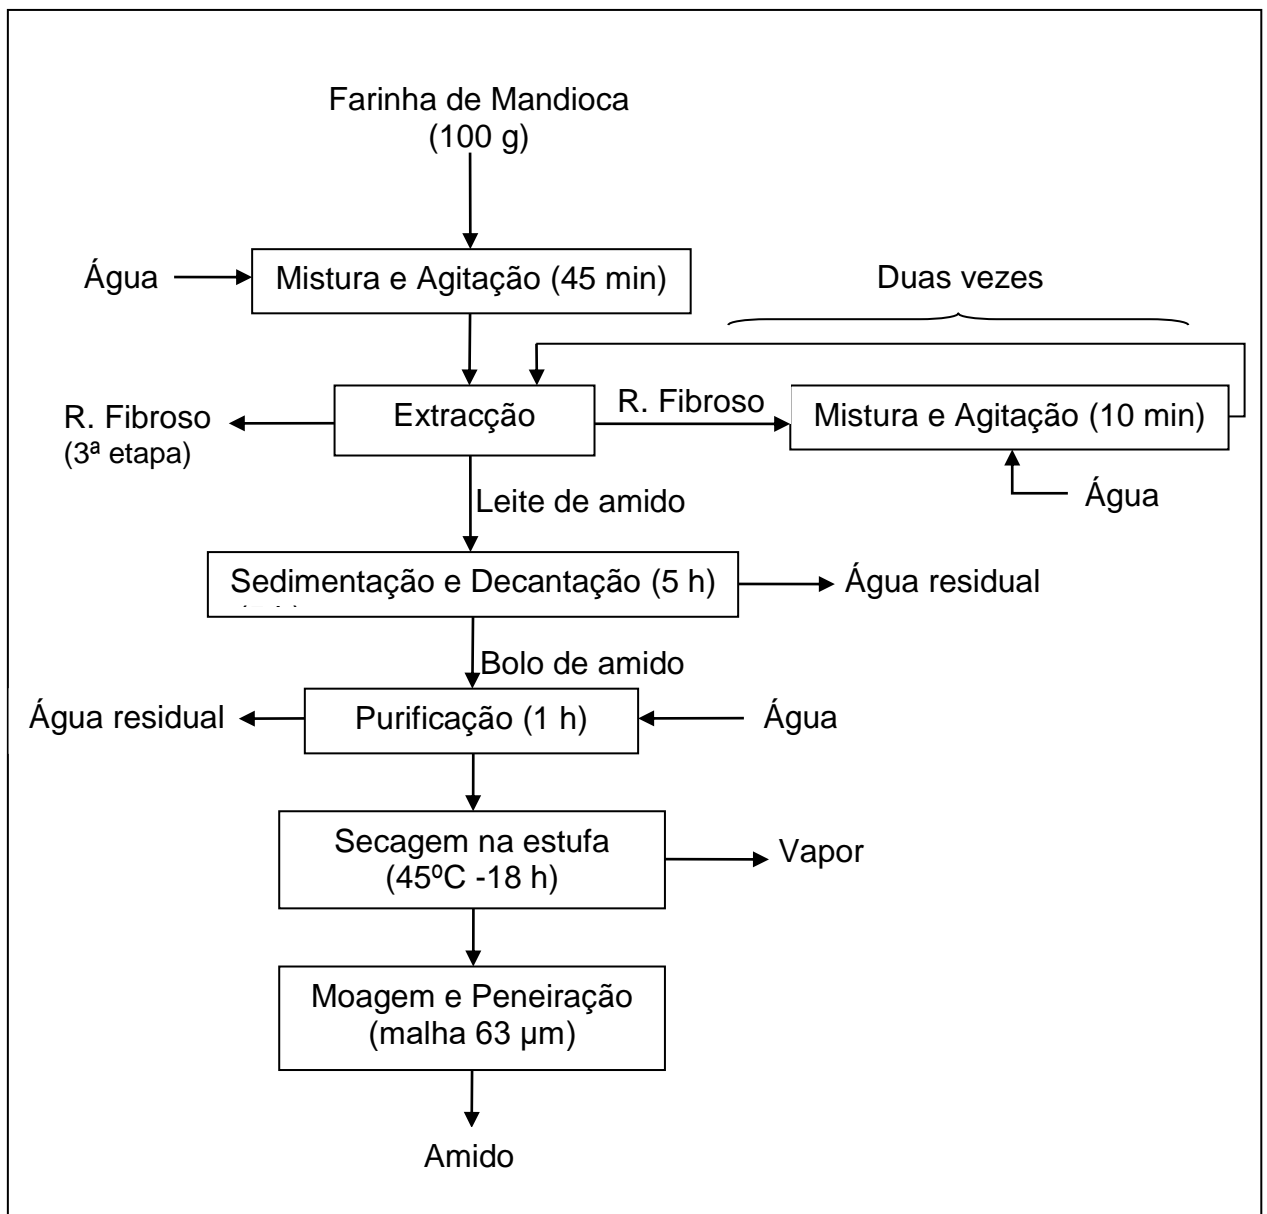 Farinha de Mandioca
(100 g)
Água
Mistura e Agitação (45 min)
Duas vezes
R. Fibroso
(3ª etapa)
Extracção
R. Fibroso
Mistura e Agitação (10 min)
Água
Leite de amido
Sedimentação e Decantação (5 h)
Água residual
Bolo de amido
Água residual
Purificação (1 h)
Água
Secagem na estufa
(45ºC -18 h)
Vapor
Moagem e Peneiração
(malha 63 µm)
Amido